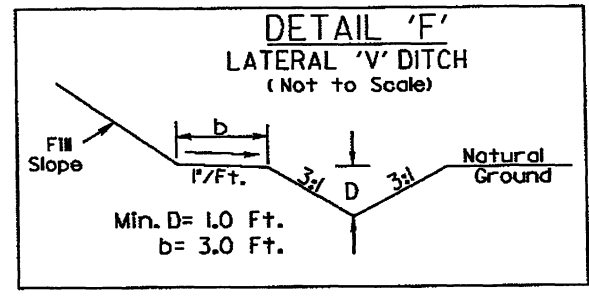 DETAIL 'F'
LATERAL 'V' DITCH
(Not to Scale)
b
Fill
Slope
1"/Ft.
3:1
D
3:1
Natural
Ground
Min. D= 1.0 Ft.
b= 3.0 Ft.